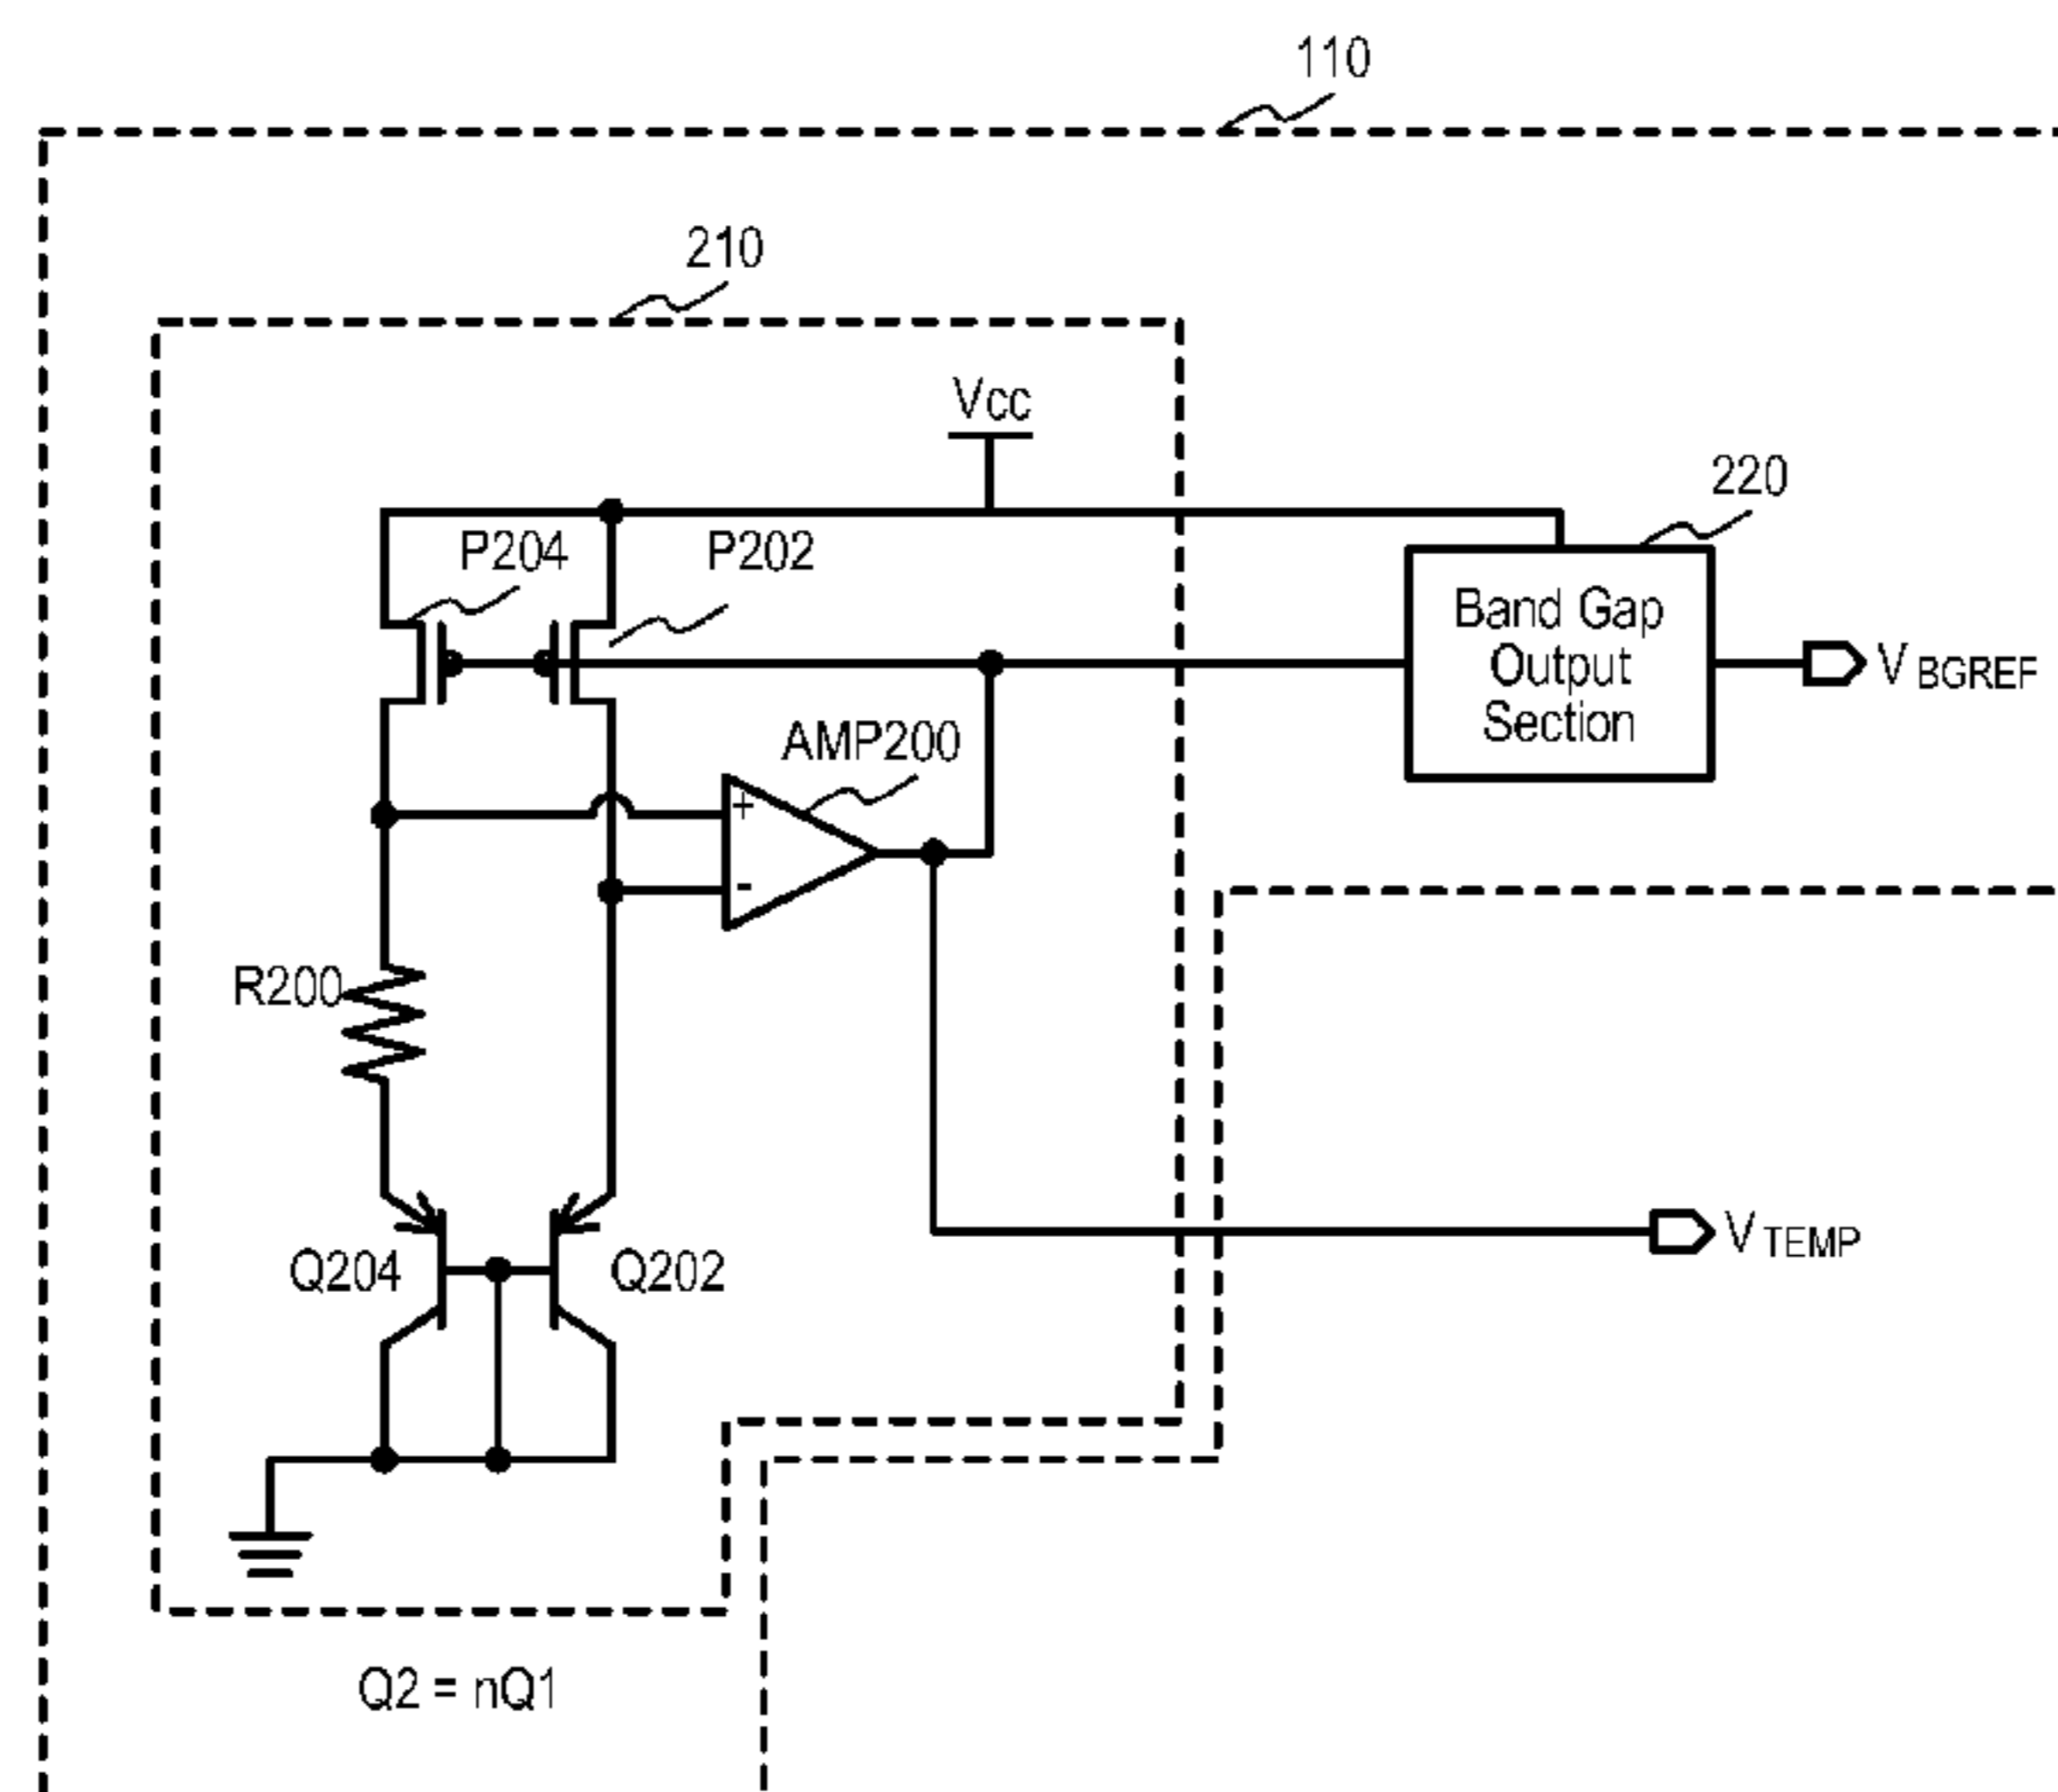 110
210
Vcc
220
P204
P202
Band Gap
Output
Section
V BGREF
AMP200
+
-
R200
V TEMP
Q204
Q202
Q2 = nQ1